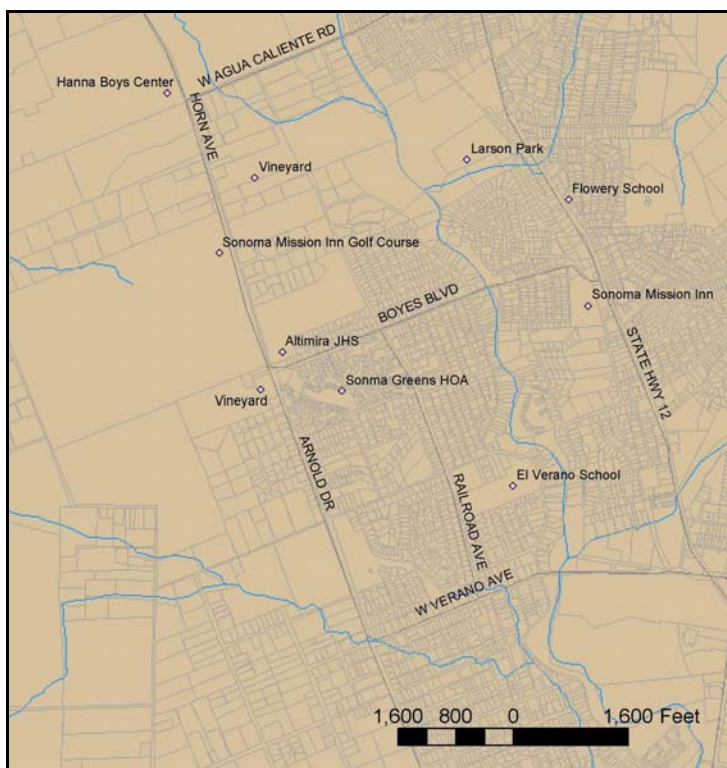 W AGUA CALIENTE RD
Hanna Boys Center
HORN AVE
Larson Park
Vineyard
Flowery School
Sonoma Mission Inn Golf Course
BOYES BLVD
Sonoma Mission Inn
STATE HWY 12
Altimira JHS
Sonma Greens HOA
Vineyard
ARNOLD DR
El Verano School
RAILROAD AVE
W VERANO AVE
1,600 800 0 1,600 Feet